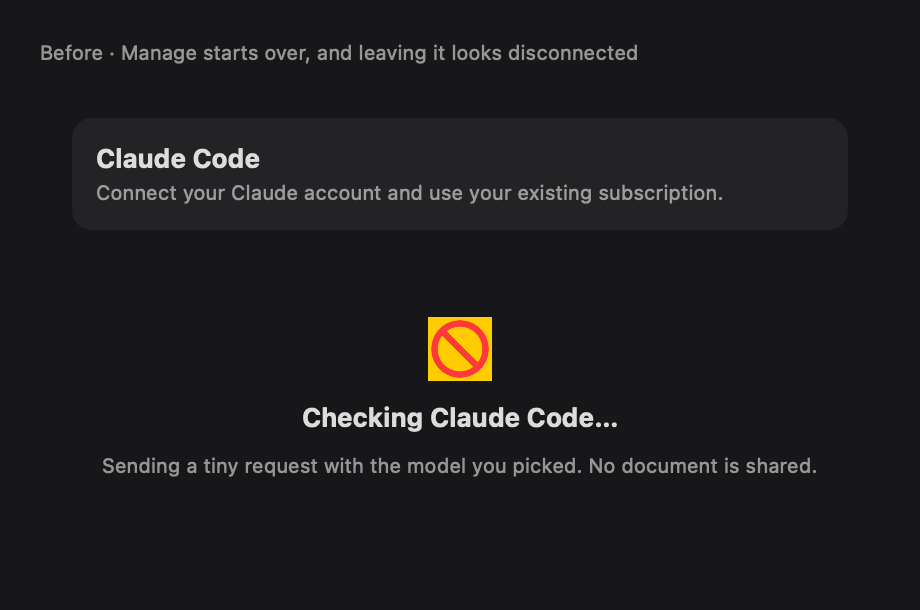 Before · Manage starts over, and leaving it looks disconnected
Claude Code
Connect your Claude account and use your existing subscription.
Checking Claude Code...
Sending a tiny request with the model you picked. No document is shared.